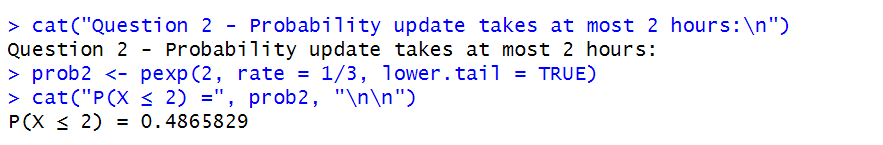 > cat("Question 2 - Probability update takes at most 2 hours:\n")
Question 2 - Probability update takes at most 2 hours:
> prob2 <- pexp(2, rate = 1/3, lower.tail = TRUE)
> cat("P(X ≤ 2) =", prob2, "\n\n")
P(X ≤ 2) = 0.4865829